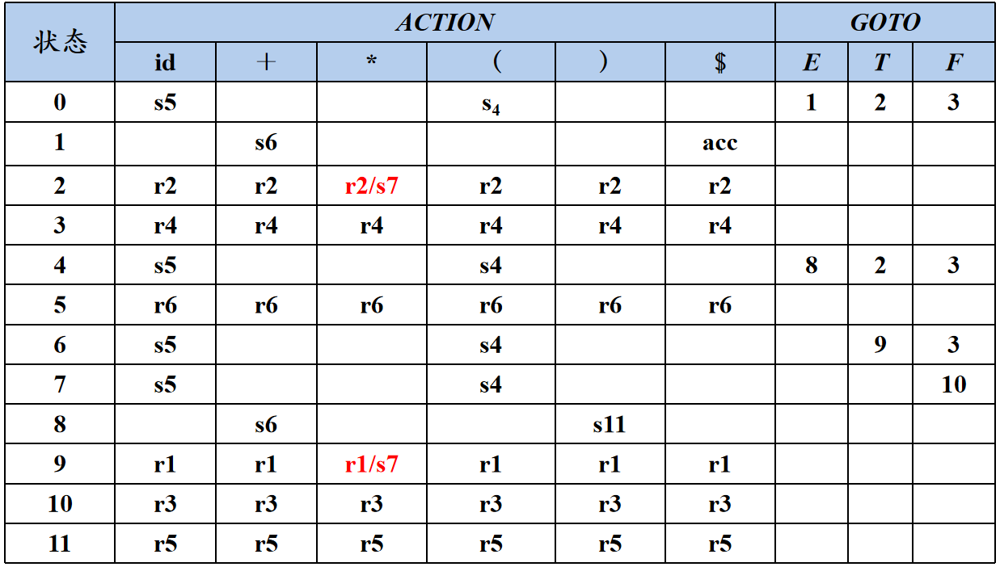 状态 ACTION GOTO
id + * ( ) $ E T F
0 s5 s4 1 2 3
1 s6 acc
2 r2 r2 r2/s7 r2 r2 r2
3 r4 r4 r4 r4 r4 r4
4 s5 s4 8 2 3
5 r6 r6 r6 r6 r6 r6
6 s5 s4 9 3
7 s5 s4 10
8 s6 s11
9 r1 r1 r1/s7 r1 r1 r1
10 r3 r3 r3 r3 r3 r3
11 r5 r5 r5 r5 r5 r5